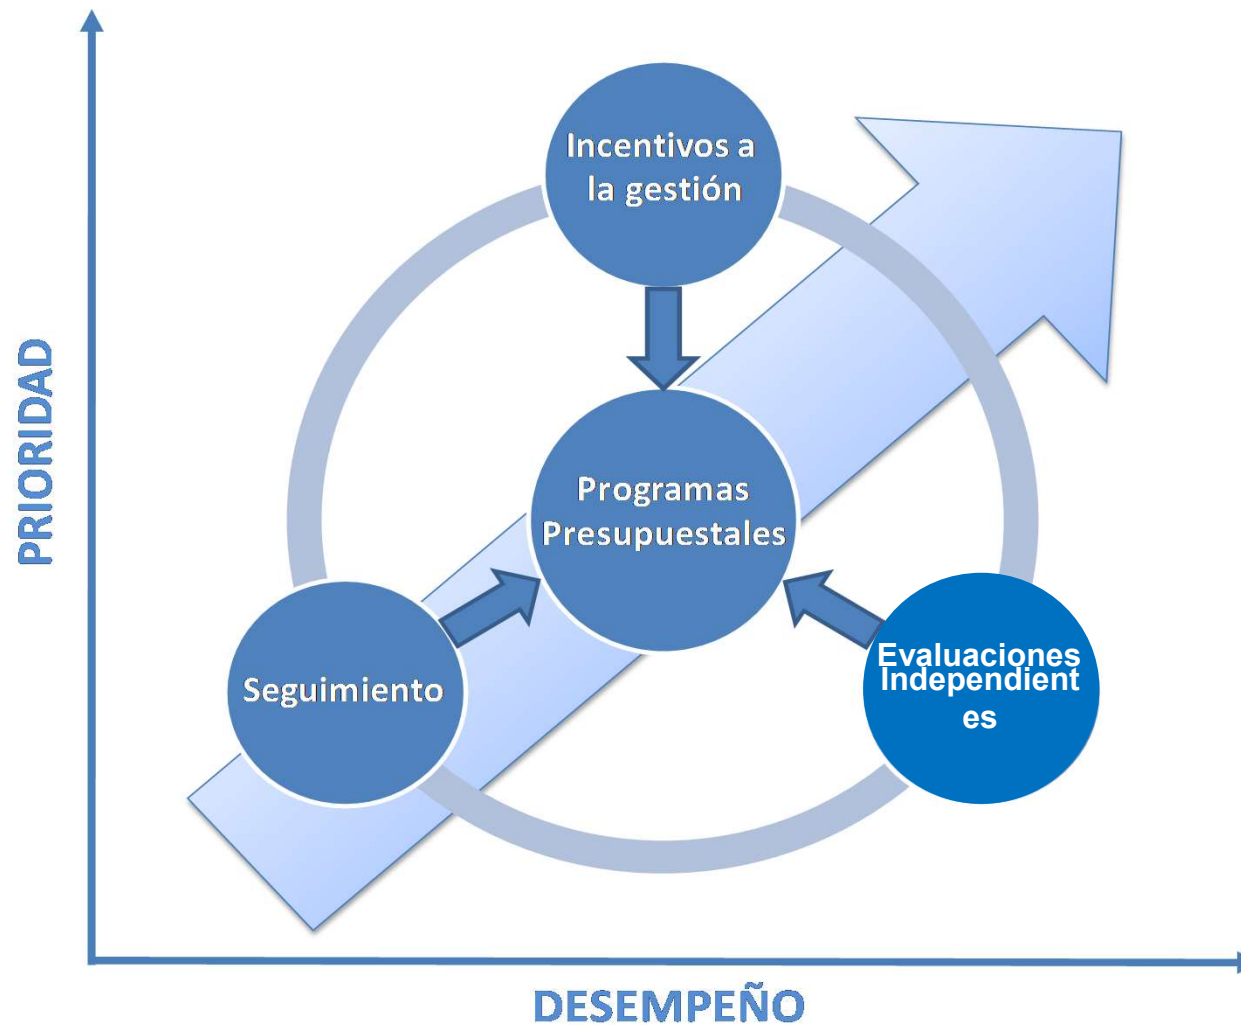 Incentivos a
la gestión
PRIORIDAD
Programas
Presupuestales
Seguimiento
Evaluaciones
Independient
es
DESEMPEÑO